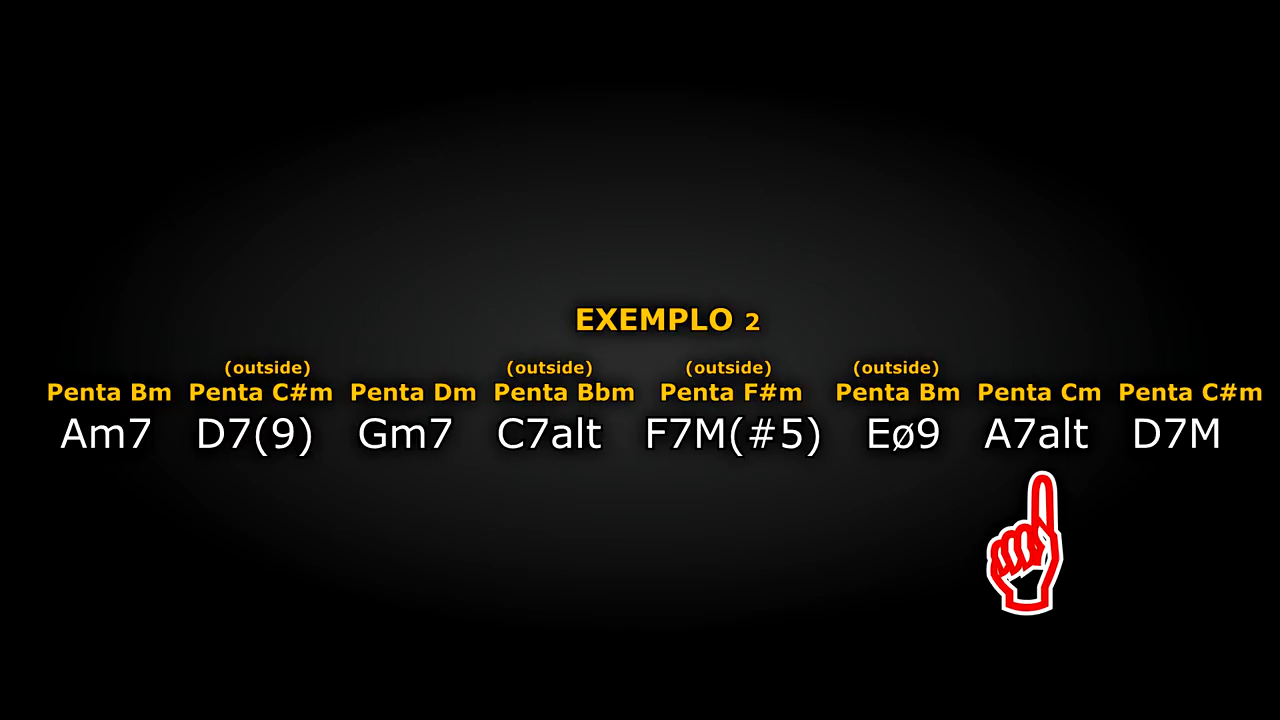 EXEMPLO 2
(outside) (outside) (outside) (outside)
Penta Bm Penta C#m Penta Dm Penta Bbm Penta F#m Penta Bm Penta Cm Penta C#m
Am7 D7(9) Gm7 C7alt F7M(#5) Eø9 A7alt D7M